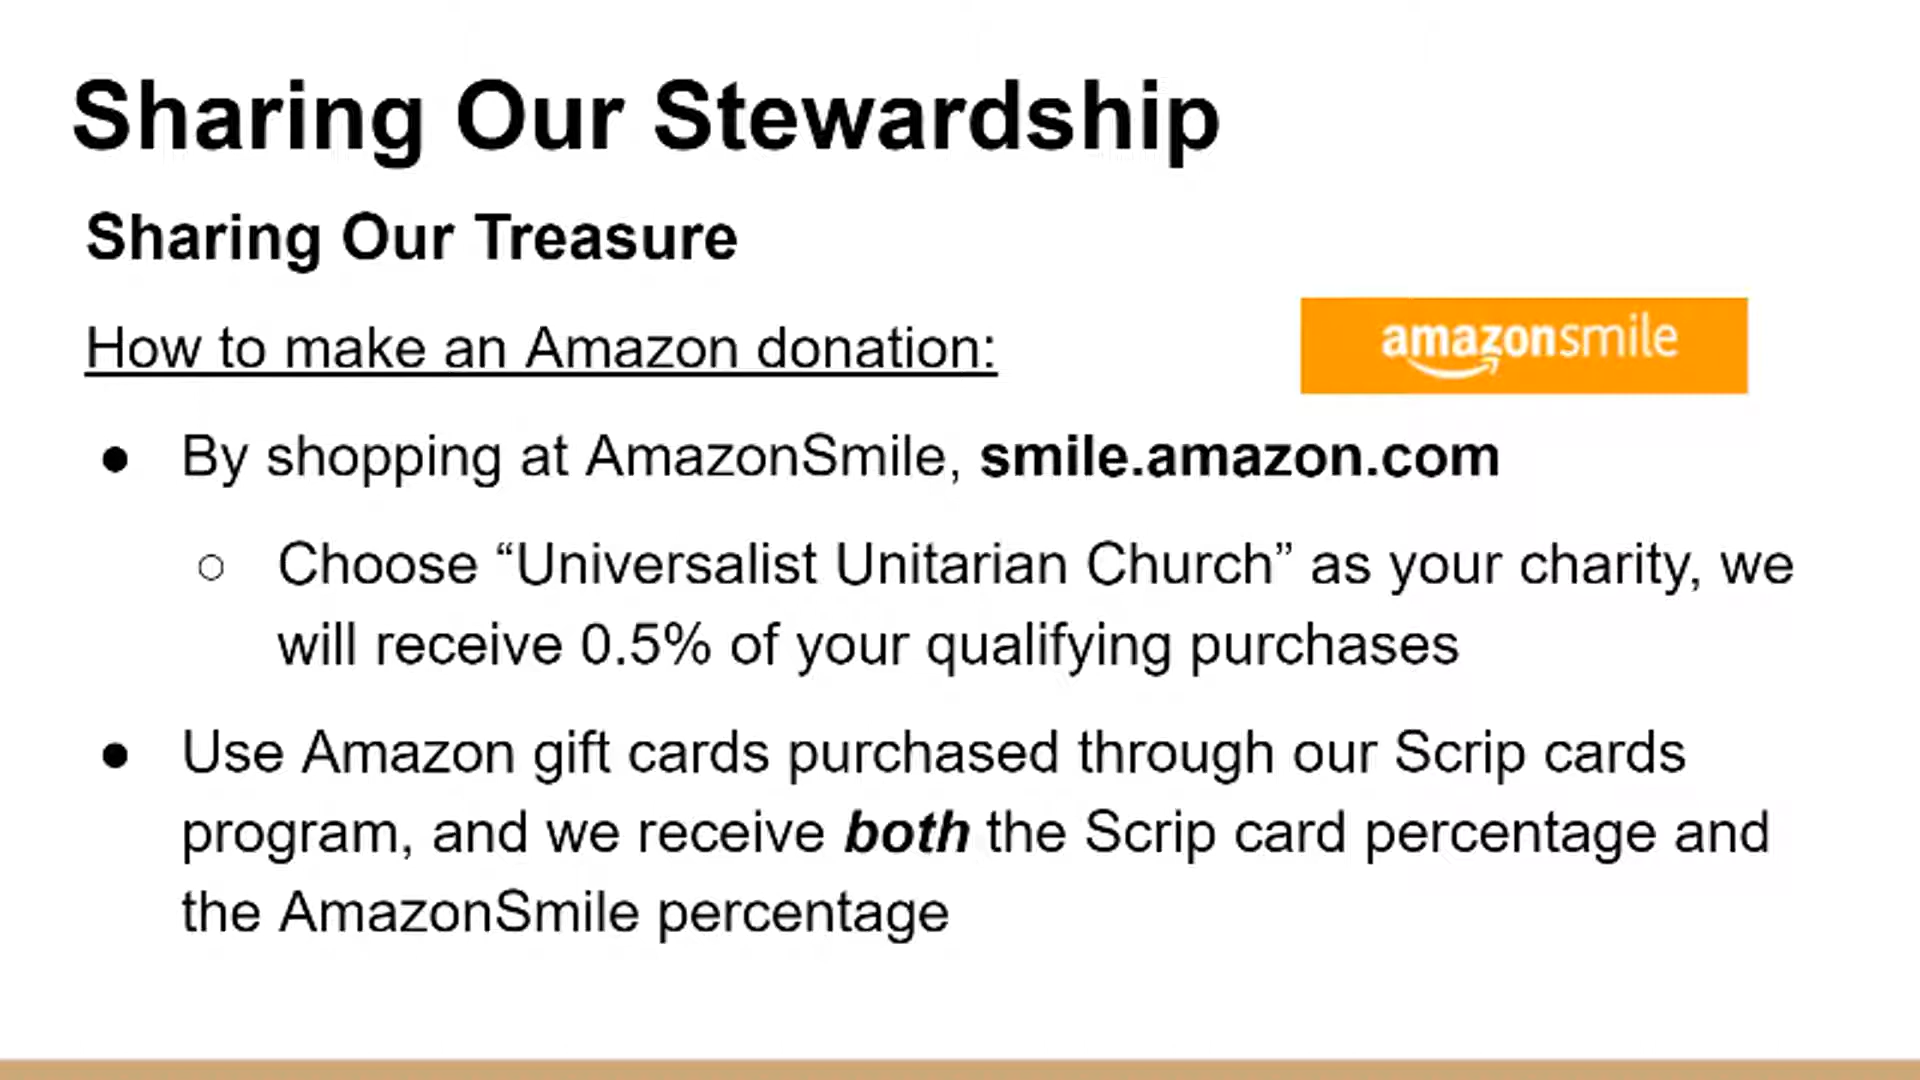 Sharing Our Stewardship
Sharing Our Treasure
How to make an Amazon donation:
amazonsmile
● By shopping at AmazonSmile, smile.amazon.com
○ Choose “Universalist Unitarian Church” as your charity, we
will receive 0.5% of your qualifying purchases
● Use Amazon gift cards purchased through our Scrip cards
program, and we receive both the Scrip card percentage and
the AmazonSmile percentage